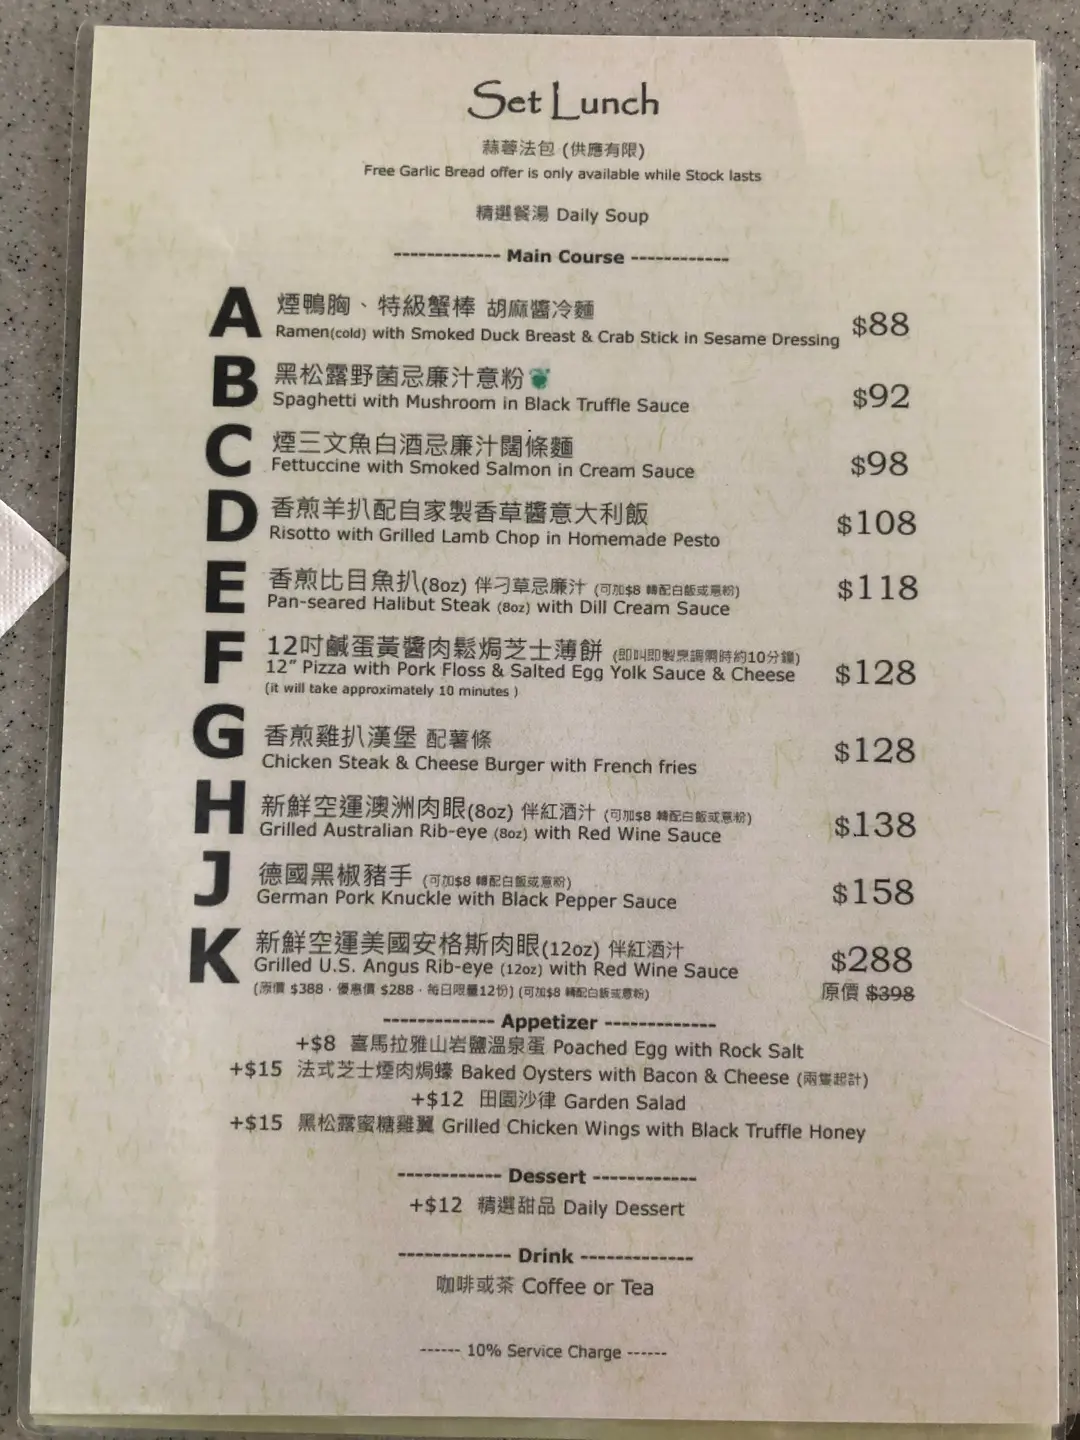 Set Lunch
蒜蓉法包 (供應有限)
Free Garlic Bread offer is only available while Stock lasts
精選餐湯 Daily Soup
------------- Main Course ------------
A 煙鴨胸、特級蟹棒 胡麻醬冷麵
Ramen(cold) with Smoked Duck Breast & Crab Stick in Sesame Dressing $88
B 黑松露野菌忌廉汁意粉
Spaghetti with Mushroom in Black Truffle Sauce $92
C 煙三文魚白酒忌廉汁闊條麵
Fettuccine with Smoked Salmon in Cream Sauce $98
D 香煎羊扒配自家製香草醬意大利飯
Risotto with Grilled Lamb Chop in Homemade Pesto $108
E 香煎比目魚扒(8oz) 伴刁草忌廉汁 (可加$8 轉配白飯或意粉)
Pan-seared Halibut Steak (8oz) with Dill Cream Sauce $118
F 12吋鹹蛋黃醬肉鬆焗芝士薄餅 (即叫即製烹調需時約10分鐘)
12" Pizza with Pork Floss & Salted Egg Yolk Sauce & Cheese $128
(it will take approximately 10 minutes )
G 香煎雞扒漢堡 配薯條
Chicken Steak & Cheese Burger with French fries $128
H 新鮮空運澳洲肉眼(8oz) 伴紅酒汁 (可加$8 轉配白飯或意粉)
Grilled Australian Rib-eye (8oz) with Red Wine Sauce $138
J 德國黑椒豬手 (可加$8 轉配白飯或意粉)
German Pork Knuckle with Black Pepper Sauce $158
K 新鮮空運美國安格斯肉眼(12oz) 伴紅酒汁
Grilled U.S. Angus Rib-eye (12oz) with Red Wine Sauce $288
(原價 $388﹒優惠價 $288﹒每日限量12份) (可加$8 轉配白飯或意粉) 原價 $398
------------- Appetizer -------------
+$8 喜馬拉雅山岩鹽溫泉蛋 Poached Egg with Rock Salt
+$15 法式芝士煙肉焗蠔 Baked Oysters with Bacon & Cheese (兩隻起計)
+$12 田園沙律 Garden Salad
+$15 黑松露蜜糖雞翼 Grilled Chicken Wings with Black Truffle Honey
------------ Dessert ------------
+$12 精選甜品 Daily Dessert
------------- Drink -------------
咖啡或茶 Coffee or Tea
------ 10% Service Charge ------